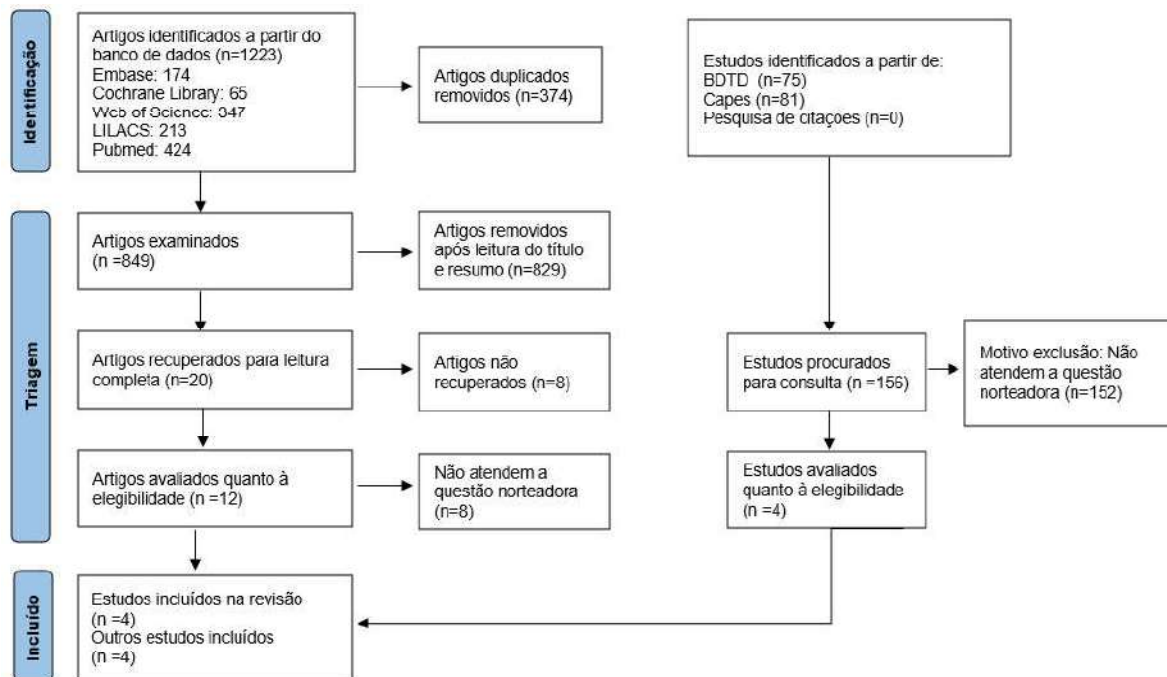 Identificação
Artigos identificados a partir do
banco de dados (n=1223)
Embase: 174
Cochrane Library: 65
Web of Science: 347
LILACS: 213
Pubmed: 424
Artigos duplicados
removidos (n=374)
Estudos identificados a partir de:
BDTD (n=75)
Capes (n=81)
Pesquisa de citações (n=0)
Triagem
Artigos examinados
(n =849)
Artigos removidos
após leitura do título
e resumo (n=829)
Artigos recuperados para leitura
completa (n=20)
Artigos não
recuperados (n=8)
Estudos procurados
para consulta (n =156)
Motivo exclusão: Não
atendem a questão
norteadora (n=152)
Artigos avaliados quanto à
elegibilidade (n =12)
Não atendem a
questão norteadora
(n=8)
Estudos avaliados
quanto à elegibilidade
(n =4)
Incluído
Estudos incluídos na revisão
(n =4)
Outros estudos incluídos
(n =4)